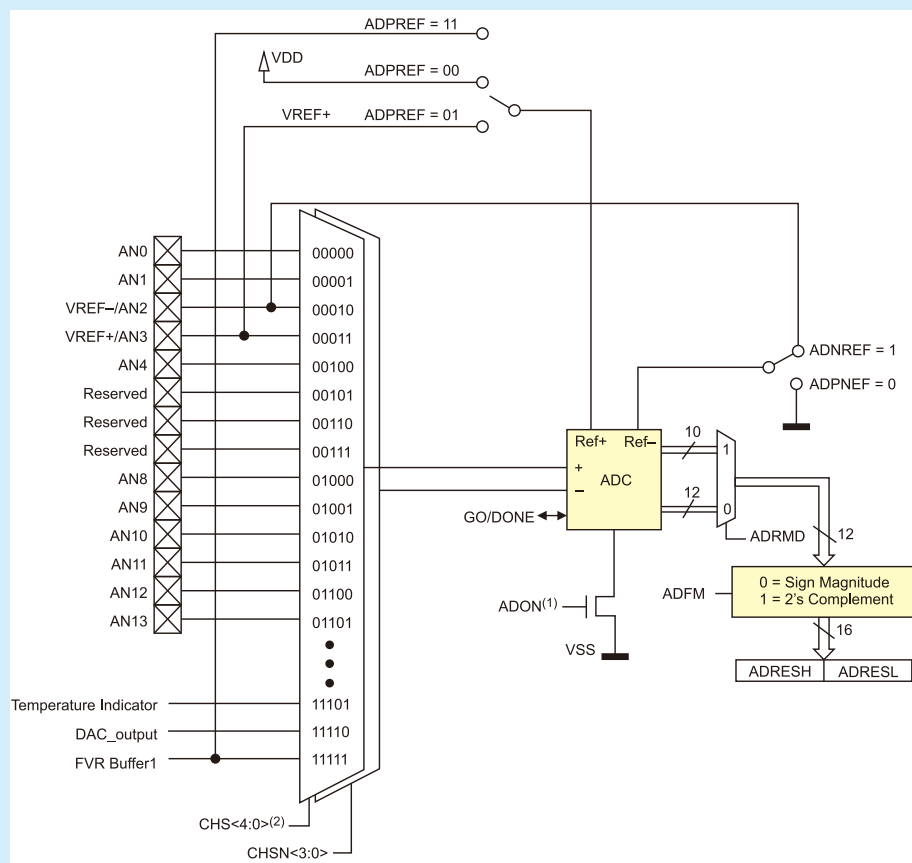 ADPREF = 11
VDD
ADPREF = 00
VREF+ ADPREF = 01
AN0 00000
AN1 00001
VREF–/AN2 00010
VREF+/AN3 00011
AN4 00100
Reserved 00101
Reserved 00110
Reserved 00111
AN8 01000
AN9 01001
AN10 01010
AN11 01011
AN12 01100
AN13 01101
Temperature Indicator 11101
DAC_output 11110
FVR Buffer1 11111
CHS<4:0>(2)
CHSN<3:0>
ADNREF = 1
ADPNEF = 0
Ref+ Ref–
+
ADC
–
GO/DONE
10
12
1
0
ADRMD
12
ADON(1)
VSS
ADFM
0 = Sign Magnitude
1 = 2's Complement
16
ADRESH ADRESL